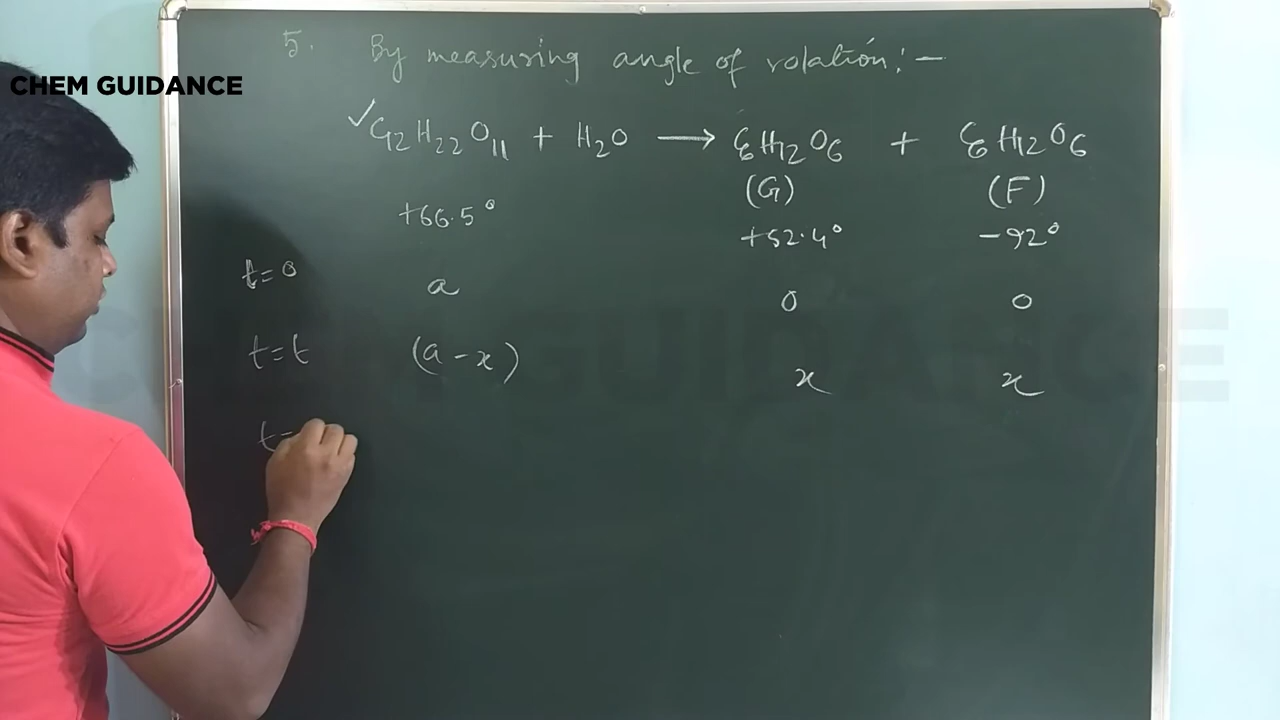 5. By measuring angle of rotation:-
CHEM GUIDANCE
✓C12H22O11 + H2O → C6H12O6 + C6H12O6
(G) (F)
+66.5° +52.4° -92°
t=0 a 0 0
t=t (a-x) x x
t=
GUIDANCE